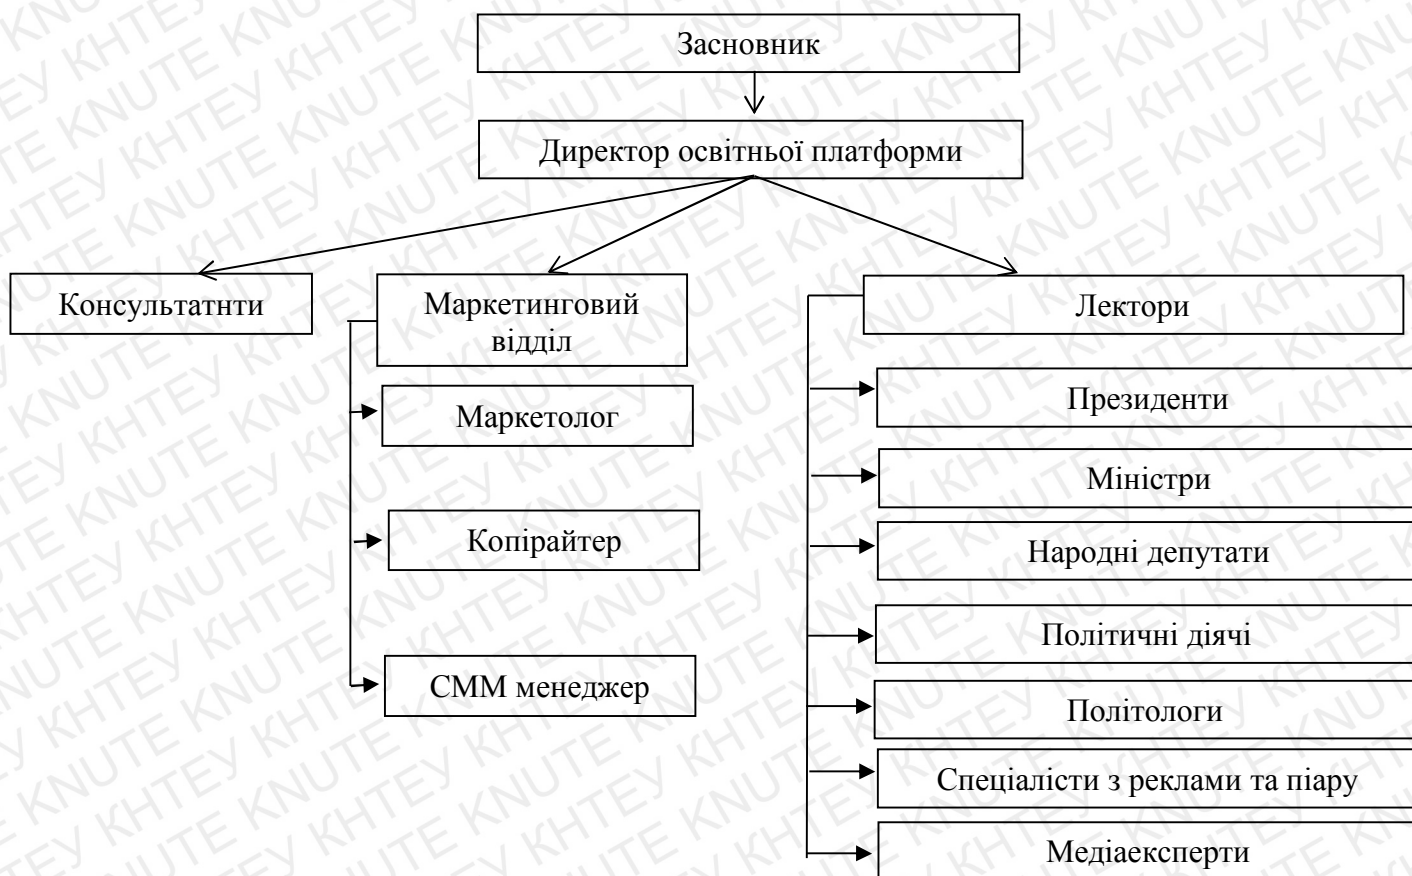 Засновник
Директор освітньої платформи
Консультатнти
Маркетинговий
відділ
Маркетолог
Копірайтер
СММ менеджер
Лектори
Президенти
Міністри
Народні депутати
Політичні діячі
Політологи
Спеціалісти з реклами та піару
Медіаексперти